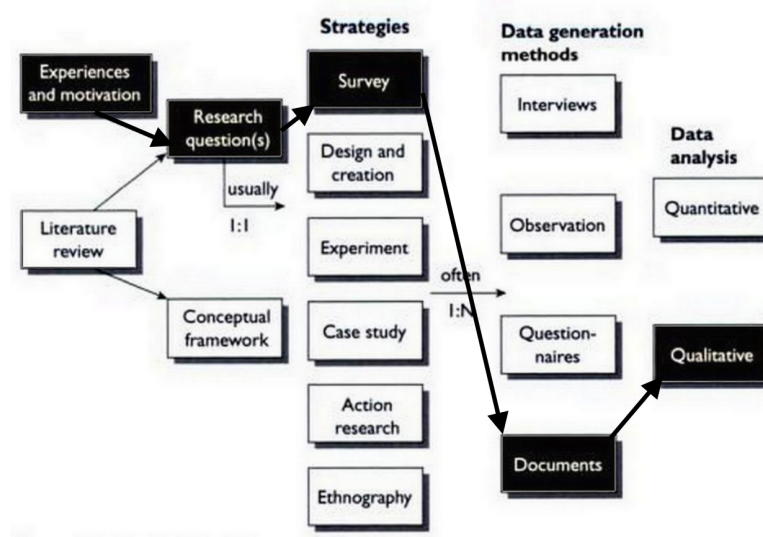 Strategies
Data generation
methods
Experiences
and motivation
Survey
Interviews
Research
question(s)
Data
analysis
Design and
creation
usually
1:1
Literature
review
Observation
Quantitative
Experiment
often
1:N
Conceptual
framework
Case study
Question-
naires
Qualitative
Action
research
Documents
Ethnography